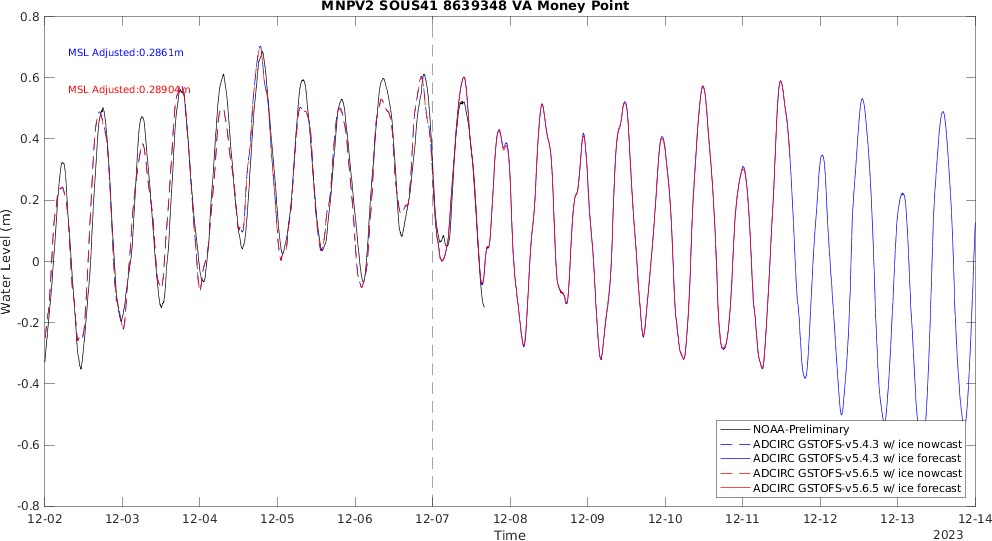 MNPV2 SOUS41 8639348 VA Money Point
MSL Adjusted:0.2861m
MSL Adjusted:0.28904m
Water Level (m)
0.8
0.6
0.4
0.2
0
-0.2
-0.4
-0.6
-0.8
NOAA-Preliminary
ADCIRC GSTOFS-v5.4.3 w/ ice nowcast
ADCIRC GSTOFS-v5.4.3 w/ ice forecast
ADCIRC GSTOFS-v5.6.5 w/ ice nowcast
ADCIRC GSTOFS-v5.6.5 w/ ice forecast
12-02 12-03 12-04 12-05 12-06 12-07 12-08 12-09 12-10 12-11 12-12 12-13 12-14
Time
2023